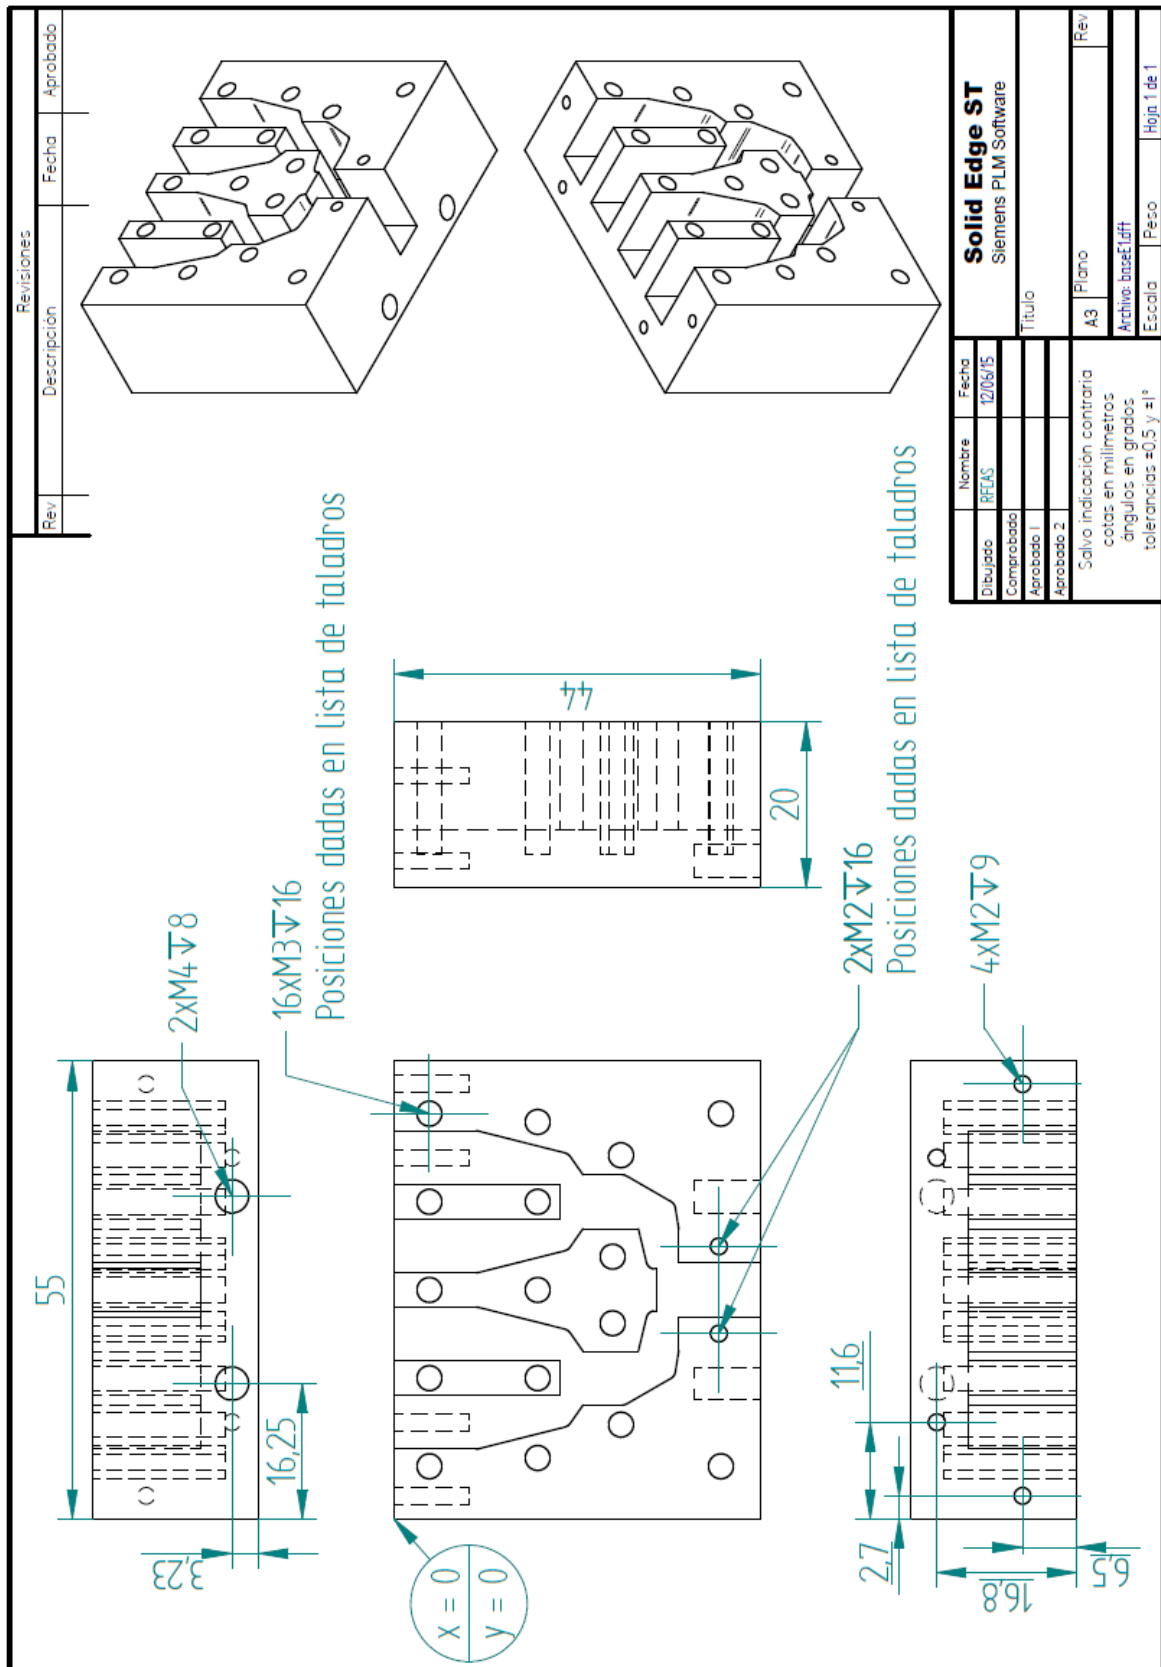 Revisiones
Rev
Descripción
Fecha
Aprobado
55
16,25
3,23
2xM4↧8
16xM3↧16
Posiciones dadas en lista de taladros
x = 0
y = 0
44
20
2xM2↧16
Posiciones dadas en lista de taladros
4xM2↧9
11,6
2,7
16,8
6,5
Nombre
Fecha
Dibujado
RFCAS
12/06/15
Comprobado
Aprobado 1
Aprobado 2
Salvo indicación contraria
cotas en milímetros
ángulos en grados
tolerancias ±0,5 y ±1°
Solid Edge ST
Siemens PLM Software
Título
A3
Plano
Rev
Archivo: baseE1.dft
Escala
Peso
Hoja 1 de 1